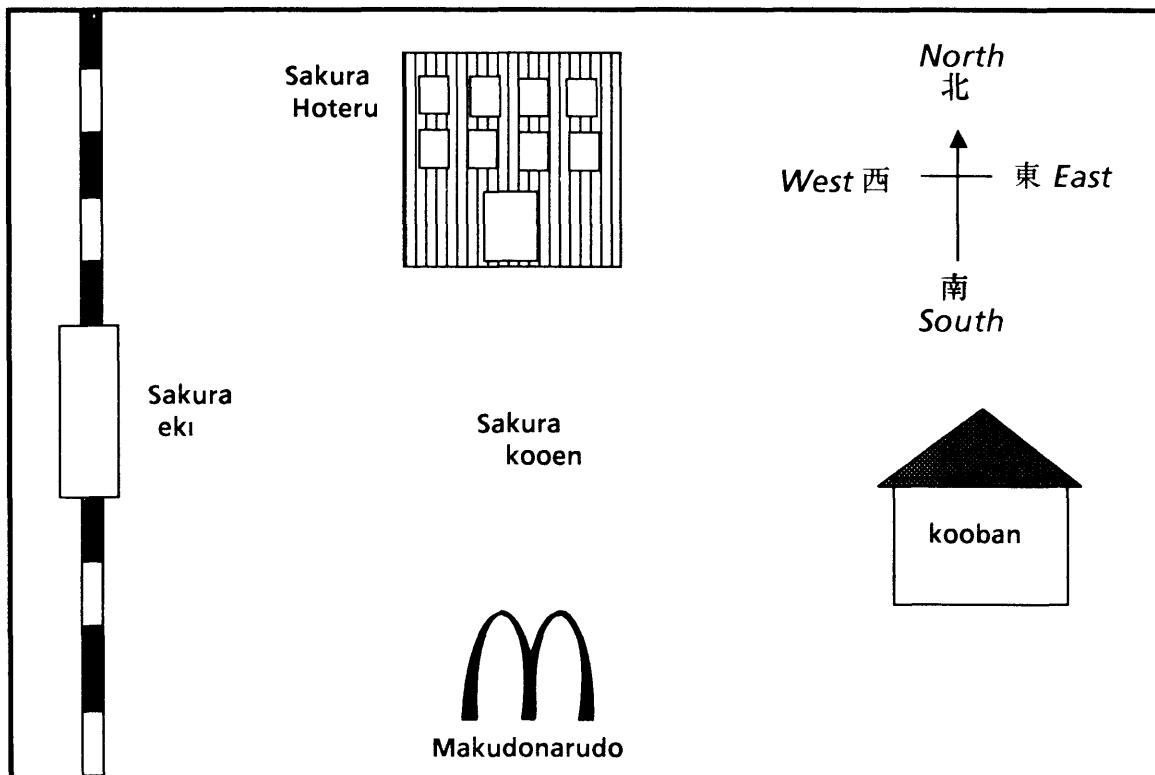 Sakura
Hoteru
North
北
West 西
東 East
南
South
Sakura
eki
Sakura
kooen
kooban
Makudonarudo